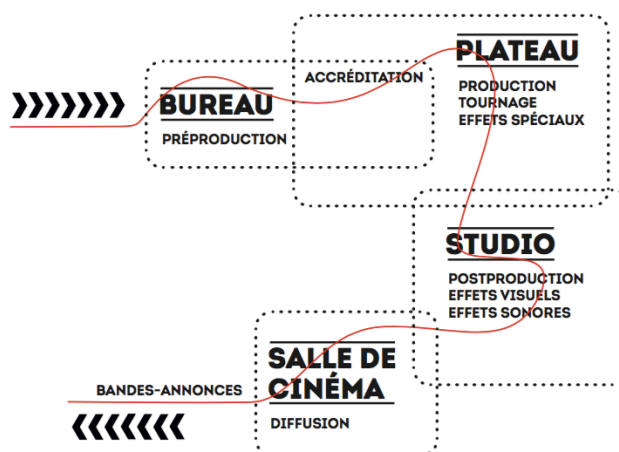 PLATEAU
ACCRÉDITATION
PRODUCTION
TOURNAGE
EFFETS SPÉCIAUX
BUREAU
PRÉPRODUCTION
STUDIO
POSTPRODUCTION
EFFETS VISUELS
EFFETS SONORES
SALLE DE
CINÉMA
DIFFUSION
BANDES-ANNONCES